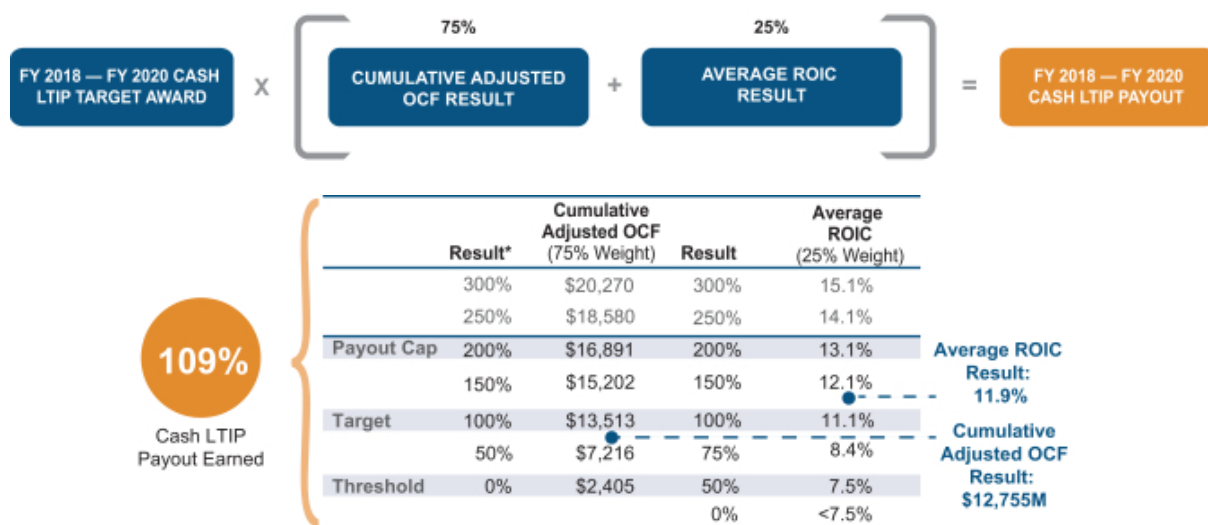 75%
25%
FY 2018 — FY 2020 CASH
LTIP TARGET AWARD
X
CUMULATIVE ADJUSTED
OCF RESULT
+
AVERAGE ROIC
RESULT
=
FY 2018 — FY 2020
CASH LTIP PAYOUT
109%
Cash LTIP
Payout Earned
Cumulative
Adjusted OCF
(75% Weight)
Average
ROIC
(25% Weight)
Result*
Result
300% $20,270 300% 15.1%
250% $18,580 250% 14.1%
Payout Cap 200% $16,891 200% 13.1%
150% $15,202 150% 12.1%
Target 100% $13,513 100% 11.1%
50% $7,216 75% 8.4%
Threshold 0% $2,405 50% 7.5%
0% <7.5%
Average ROIC
Result:
11.9%
Cumulative
Adjusted OCF
Result:
$12,755M